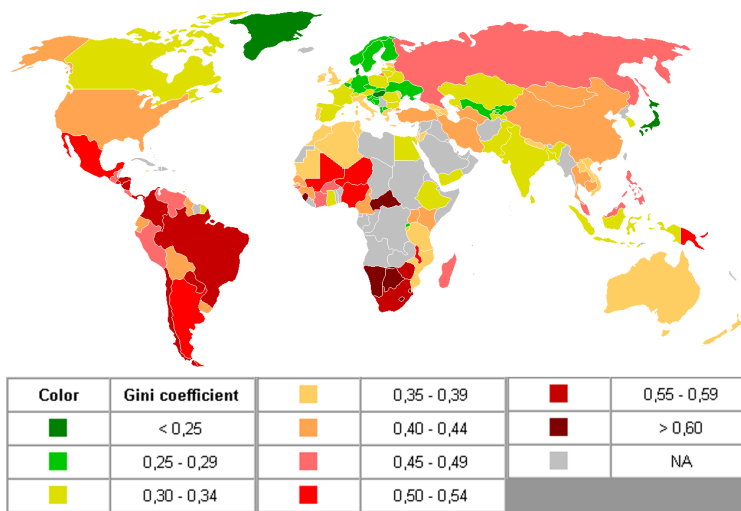 Color Gini coefficient 0,35 - 0,39 0,55 - 0,59
< 0,25 0,40 - 0,44 > 0,60
0,25 - 0,29 0,45 - 0,49 NA
0,30 - 0,34 0,50 - 0,54